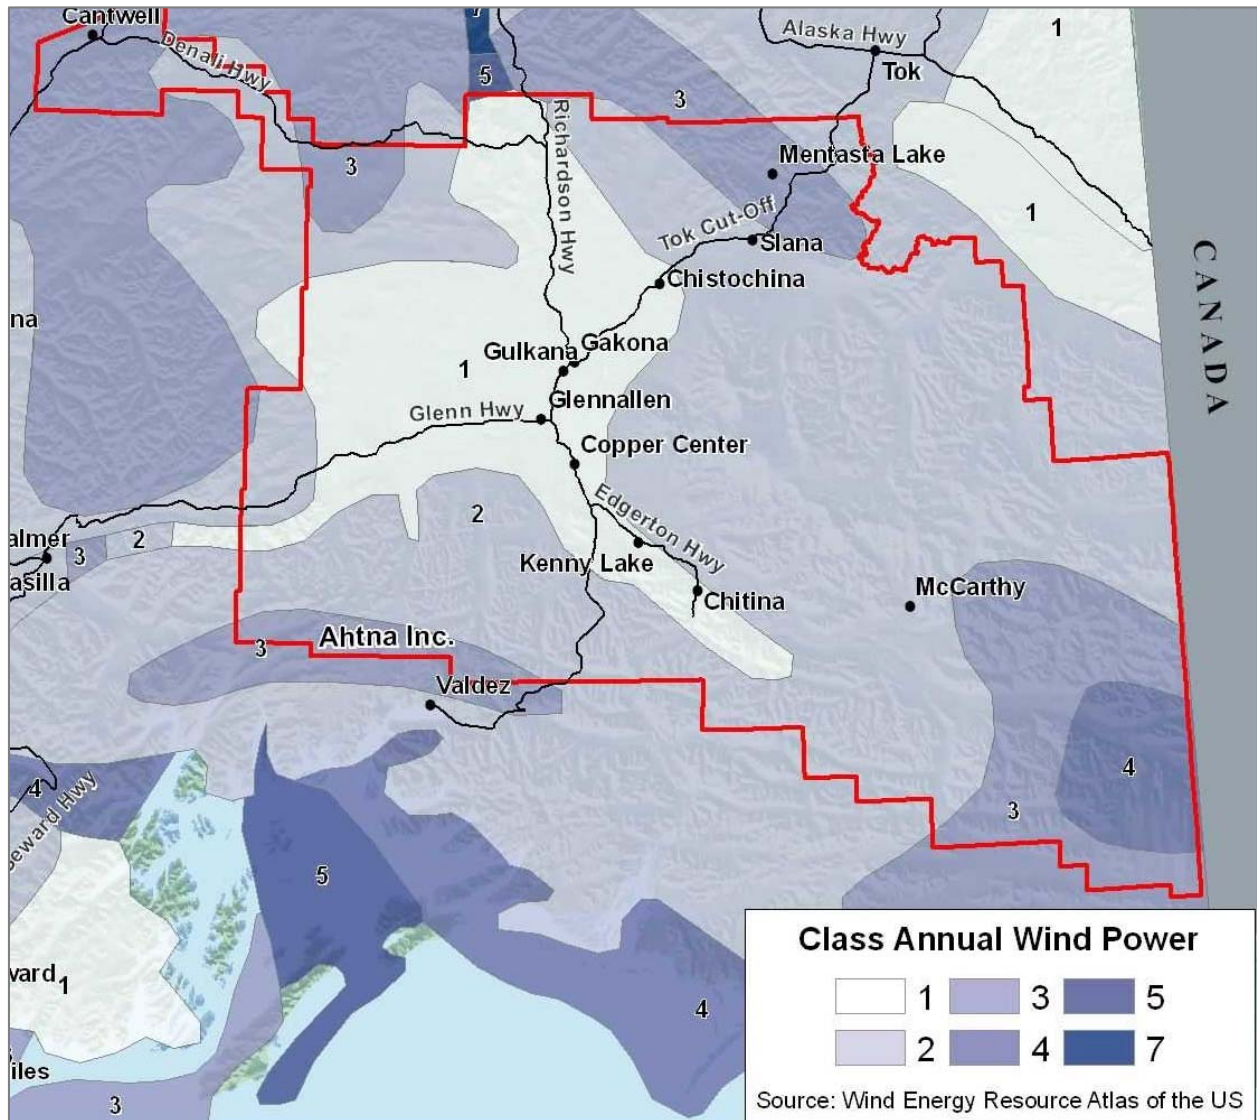 Cantwell
7
Denali Hwy
5
Alaska Hwy
1
Tok
3
3
Richardson Hwy
Mentasta Lake
1
Tok Cut-Off
Slana
CANADA
Chistochina
na
Gulkana
Gakona
1
Glenn Hwy
Glennallen
Copper Center
2
Edgerton Hwy
almer
3
2
asilla
Kenny Lake
Chitina
McCarthy
Ahtna Inc.
3
Valdez
4
Seward Hwy
4
3
5
ward
1
4
iles
3
Class Annual Wind Power
1 3 5
2 4 7
Source: Wind Energy Resource Atlas of the US